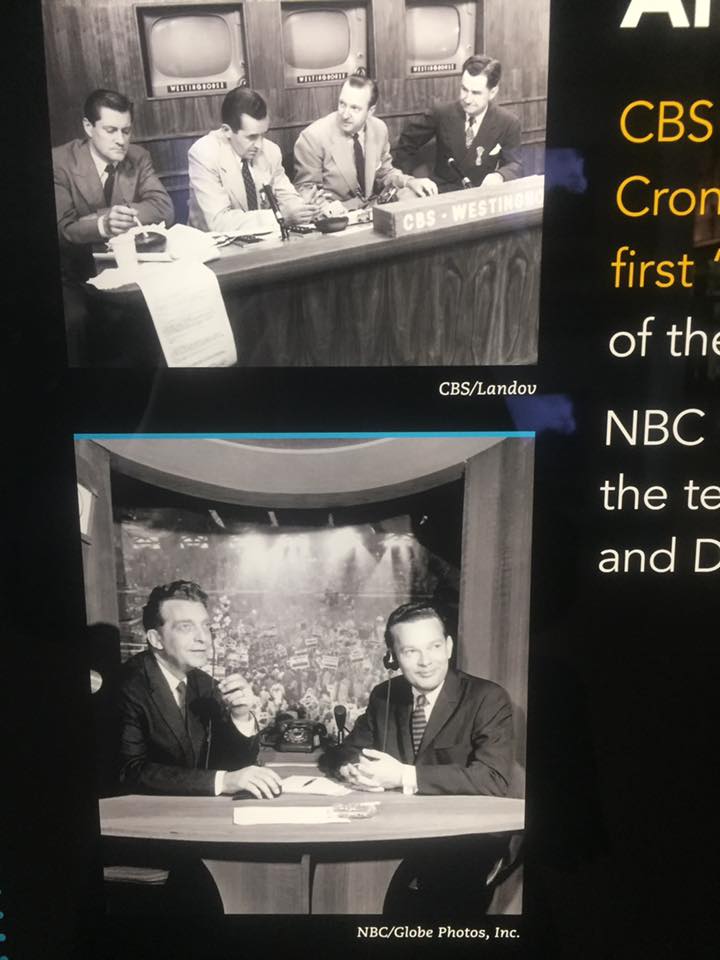 WESTINGHOUSE
WESTINGHOUSE
WESTINGHOUSE
CBS - WESTINGHO
CBS/Landov
NBC/Globe Photos, Inc.
CBS
Cron
first "
of the
NBC
the te
and D